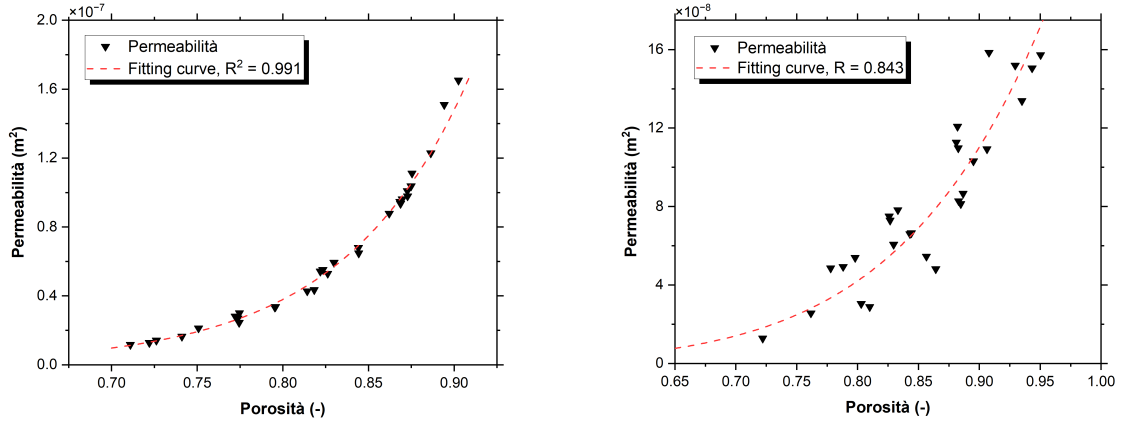 ×10⁻⁷
2.0
1.6
1.2
0.8
0.4
0.0
Permeabilità (m²)
Permeabilità
Fitting curve, R² = 0.991
0.70 0.75 0.80 0.85 0.90
Porosità (-)
×10⁻⁸
16
12
8
4
0
Permeabilità (m²)
Permeabilità
Fitting curve, R = 0.843
0.65 0.70 0.75 0.80 0.85 0.90 0.95 1.00
Porosità (-)